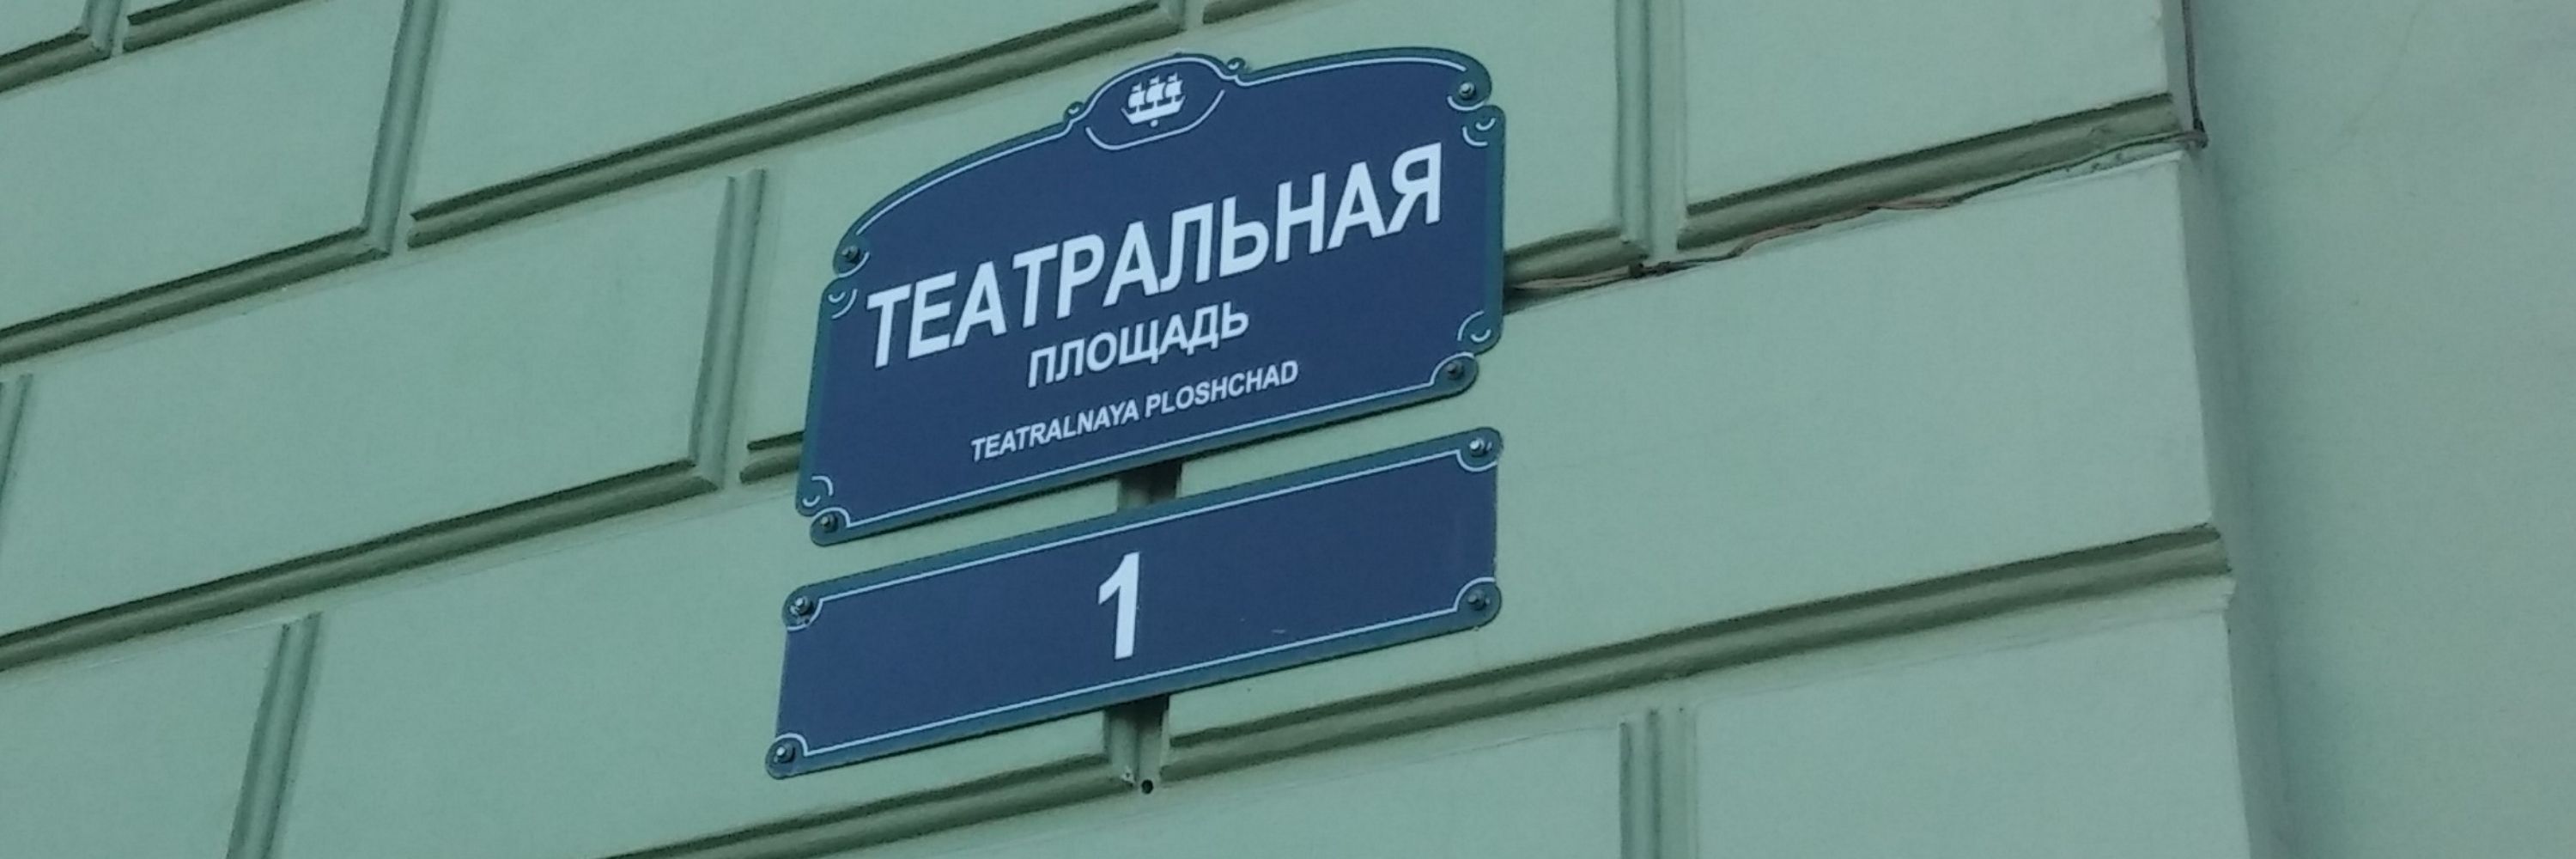 ТЕАТРАЛЬНАЯ
ПЛОЩАДЬ
TEATRALNAYA PLOSHCHAD
1